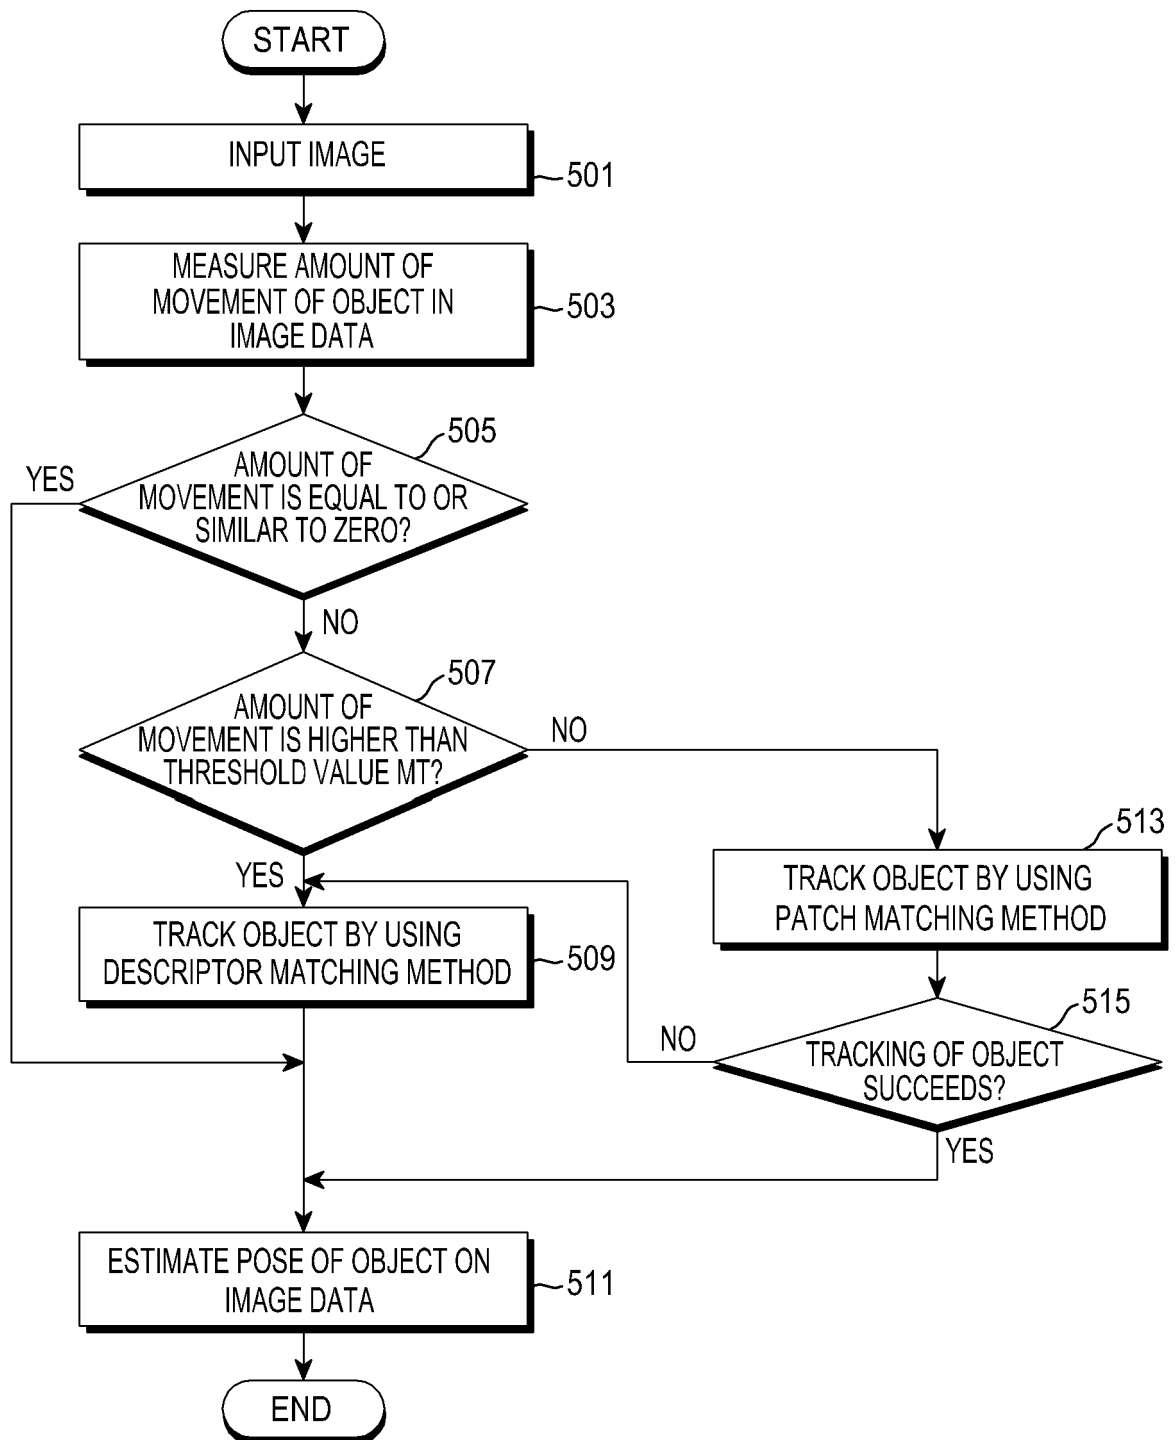 START
INPUT IMAGE
501
MEASURE AMOUNT OF
MOVEMENT OF OBJECT IN
IMAGE DATA
503
505
YES
AMOUNT OF
MOVEMENT IS EQUAL TO OR
SIMILAR TO ZERO?
NO
507
AMOUNT OF
MOVEMENT IS HIGHER THAN
THRESHOLD VALUE MT?
NO
513
YES
TRACK OBJECT BY USING
PATCH MATCHING METHOD
TRACK OBJECT BY USING
DESCRIPTOR MATCHING METHOD
509
515
NO
TRACKING OF OBJECT
SUCCEEDS?
YES
ESTIMATE POSE OF OBJECT ON
IMAGE DATA
511
END